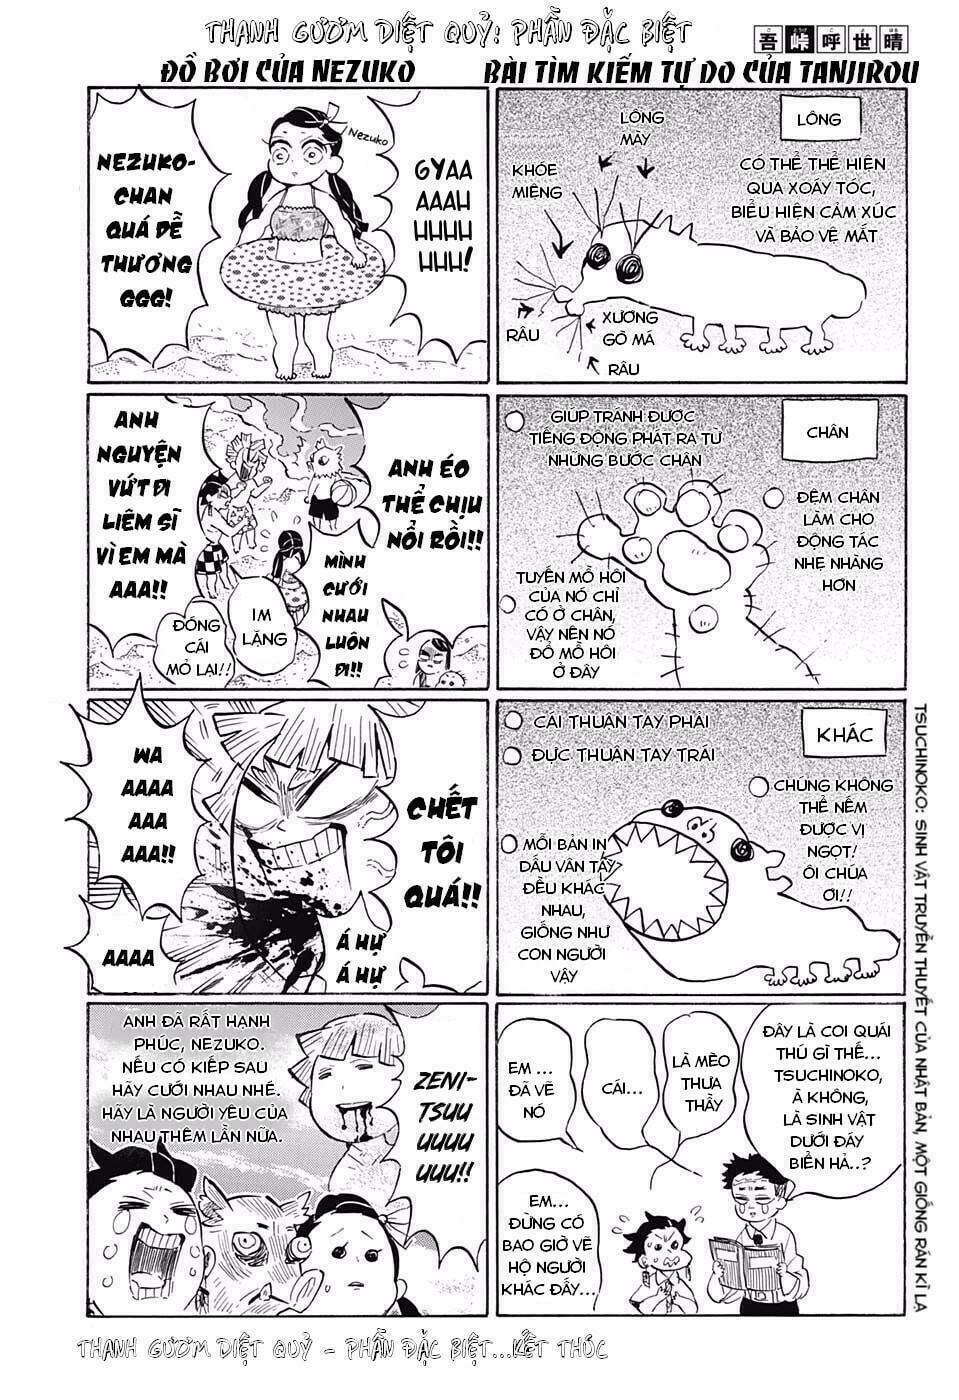 THANH GƯƠM DIỆT QUỶ: PHẦN ĐẶC BIỆT
吾峠呼世晴
BÀI TÌM KIẾM TỰ DO CỦA TANJIROU
LÔNG
CÓ THỂ THỂ HIỆN
QUA XOÁY TÓC,
BIỂU HIỆN CẢM XÚC
VÀ BẢO VỆ MẮT
LÔNG
MÀY
KHÓE
MIỆNG
RÂU
XƯƠNG
GÒ MÁ
RÂU
CHÂN
GIÚP TRÁNH ĐƯỢC
TIẾNG ĐỘNG PHÁT RA TỪ
NHƯNG BƯỚC CHÂN
ĐỆM CHÂN
LÀM CHO
ĐỘNG TÁC
NHẸ NHÀNG
HƠN
TUYẾN MỒ HÔI
CỦA NÓ CHỈ
CÓ Ở CHÂN,
VẬY NÊN NÓ
ĐỔ MỒ HÔI
Ở ĐÂY
KHÁC
CÁI THUẬN TAY PHẢI
ĐỰC THUẬN TAY TRÁI
CHÚNG KHÔNG
THỂ NẾM
ĐƯỢC VỊ
NGỌT!
ÔI CHÚA
ƠI!!
MỖI BẢN IN
DẤU VÂN TAY
ĐỀU KHÁC
NHAU,
GIỐNG NHƯ
CON NGƯỜI
VẬY
ĐÂY LÀ COI QUÁI
THÚ GÌ THẾ...
TSUCHINOKO,
À KHÔNG,
LÀ SINH VẬT
DƯỚI ĐÁY
BIỂN HẢ..?
LÀ MÈO
THƯA
THẦY
CÁI...
EM ...
ĐÃ VẼ
NÓ
EM...
ĐỪNG CÓ
BAO GIỜ VẼ
HỘ NGƯỜI
KHÁC ĐẤY...
TSUCHINOKO: SINH VẬT TRUYỀN THUYẾT CỦA NHẬT BẢN, MỘT GIỐNG RẮN KÌ LẠ
ĐỒ BƠI CỦA NEZUKO
Nezuko
GYAA
AAAH
HHHH
HHH!
NEZUKO-
CHAN
QUÁ DỄ
THƯƠNG
GGG!
ANH ÉO
THỂ CHỊU
NỔI RỒI!!
ANH
NGUYỆN
VỨT ĐI
LIÊM SĨ
VÌ EM MÀ
AAA!!
MÌNH
CƯỚI
NHAU
LUÔN
ĐI!!
IM
LẶNG
ĐÓNG
CÁI
MỎ LẠI!!
CHẾT
TÔI
QUÁ!!
WA
AAAA
AAA
AAA!!
Á HỰ
Á HỰ
AAAA
ANH ĐÃ RẤT HẠNH
PHÚC, NEZUKO.
NẾU CÓ KIẾP SAU
HÃY CƯỚI NHAU NHÉ.
HÃY LÀ NGƯỜI YÊU CỦA
NHAU THÊM LẦN NỮA.
ZENI-
TSUU
UUUU
UUU!!
THANH GƯƠM DIỆT QUỶ - PHẦN ĐẶC BIỆT...KẾT THÚC